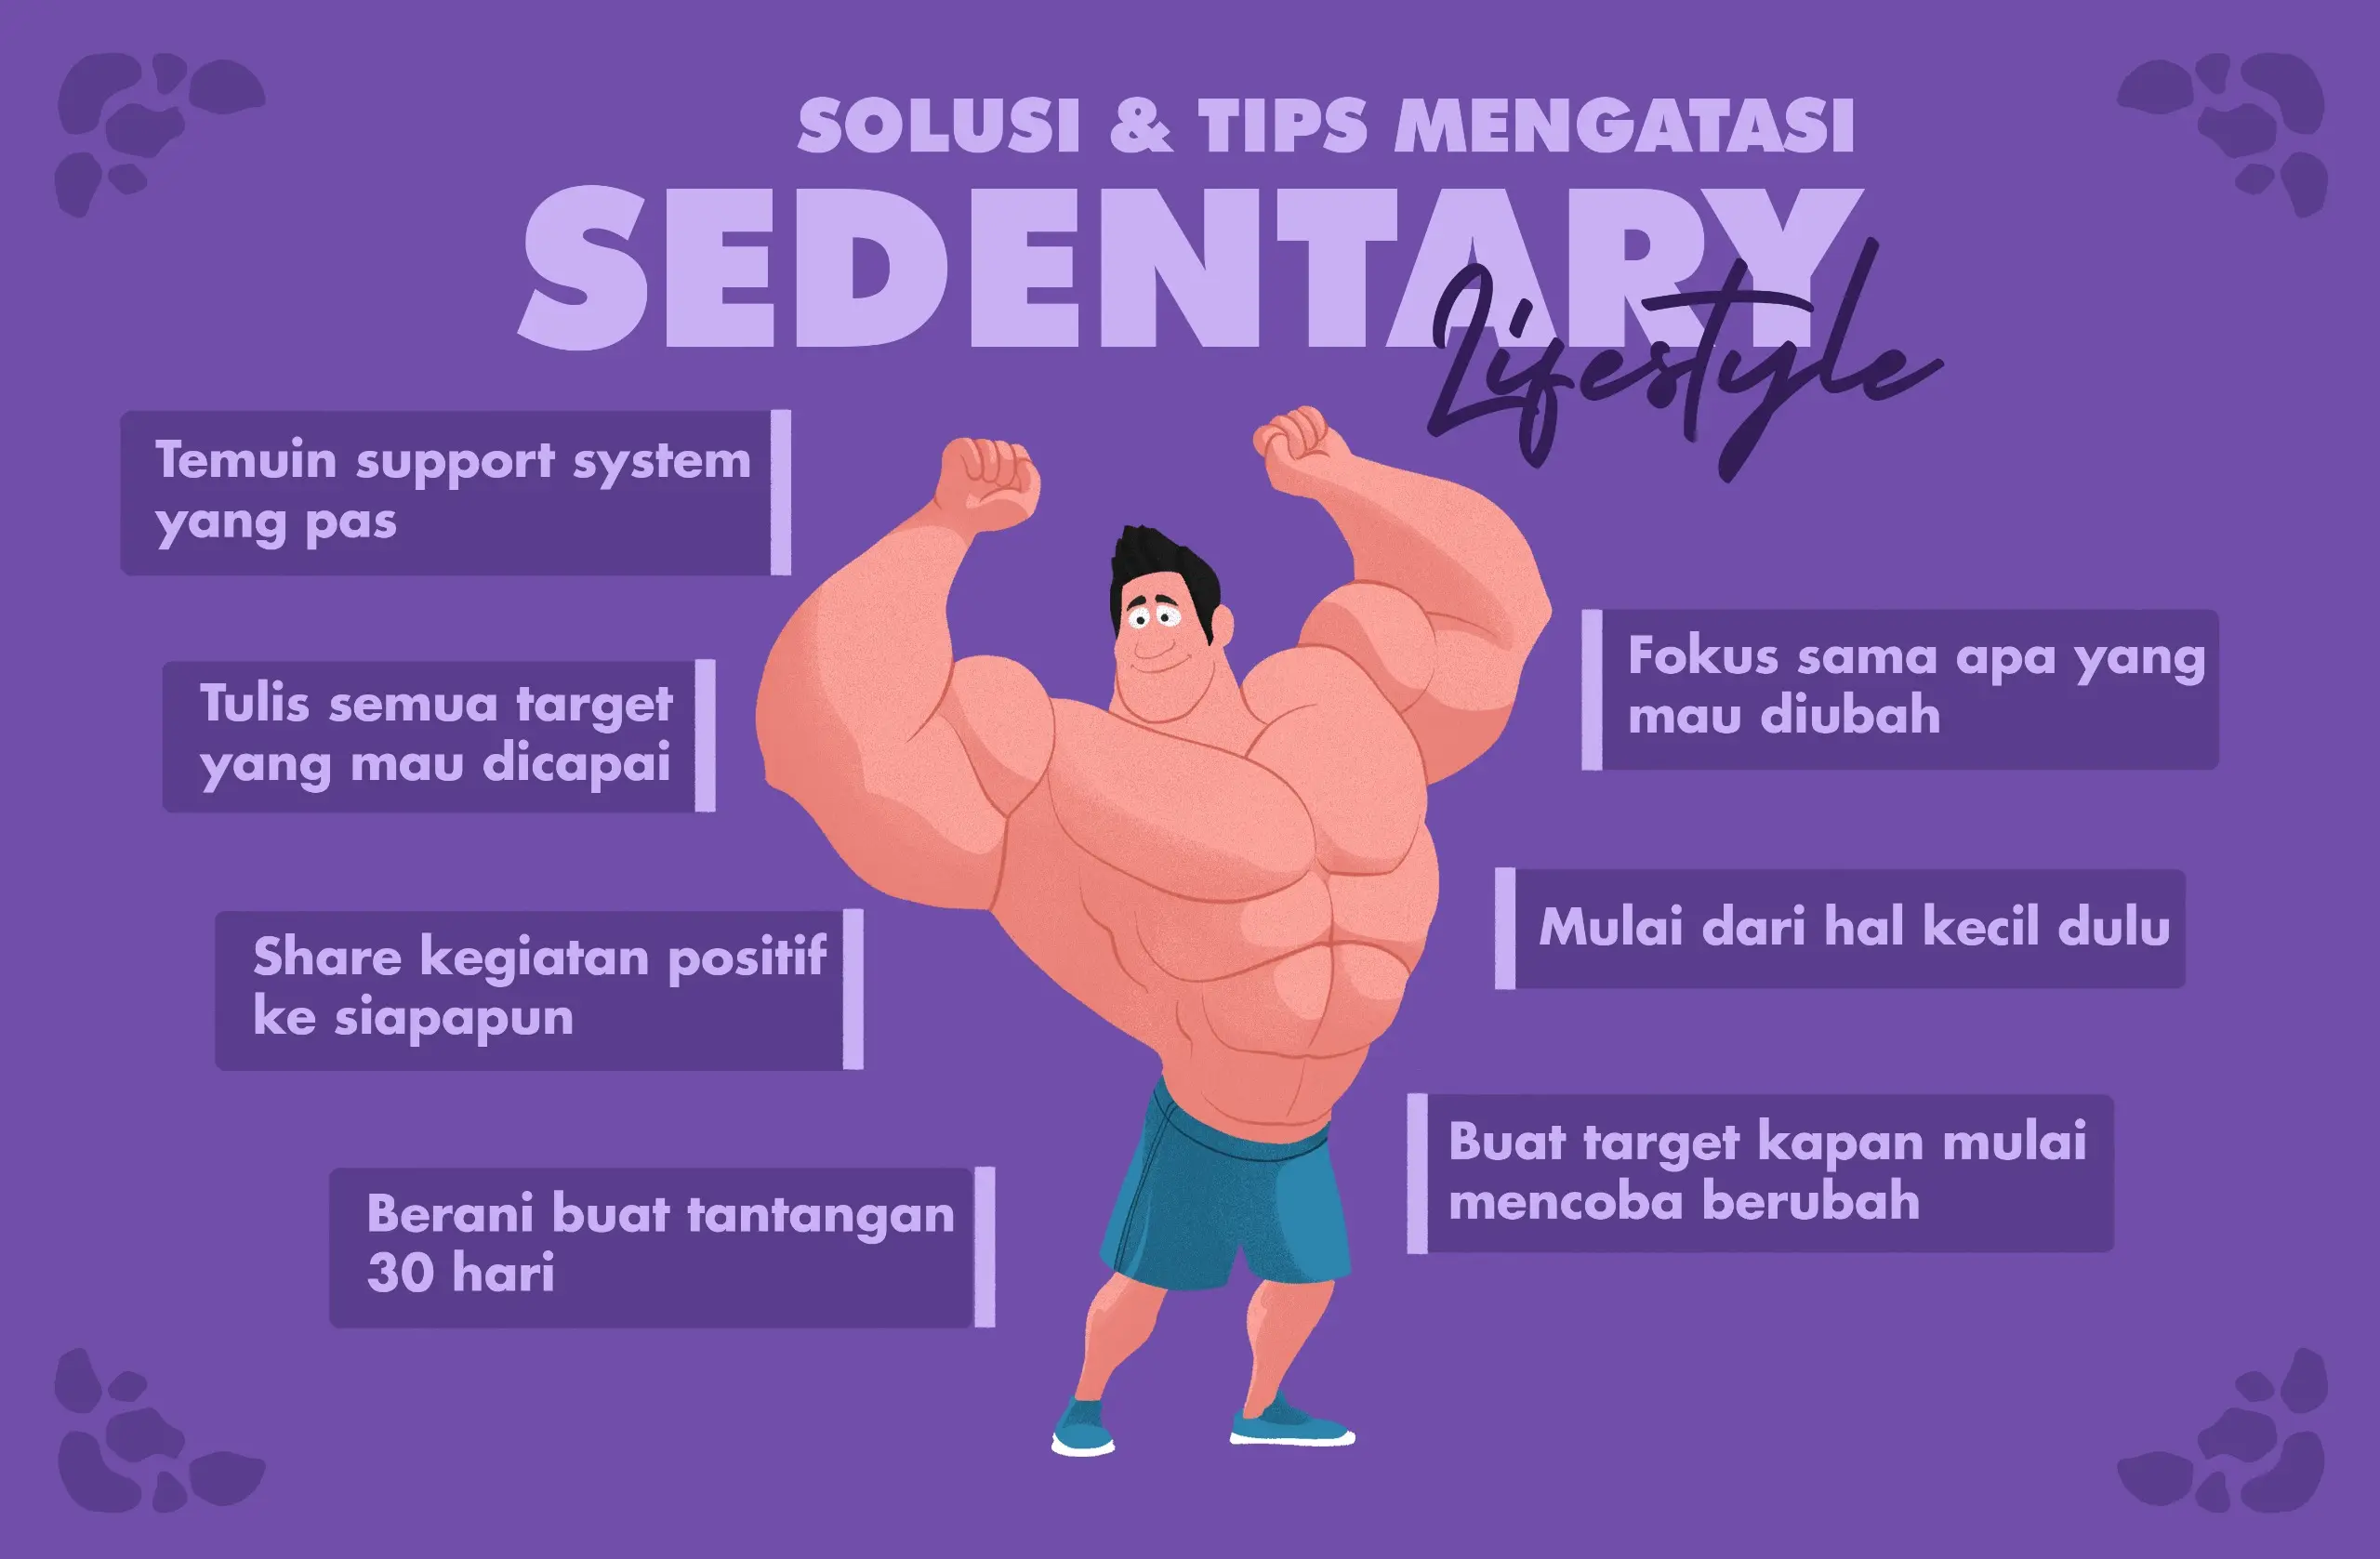 SOLUSI & TIPS MENGATASI
SEDENTARY
Lifestyle
Temuin support system
yang pas
Tulis semua target
yang mau dicapai
Share kegiatan positif
ke siapapun
Berani buat tantangan
30 hari
Fokus sama apa yang
mau diubah
Mulai dari hal kecil dulu
Buat target kapan mulai
mencoba berubah